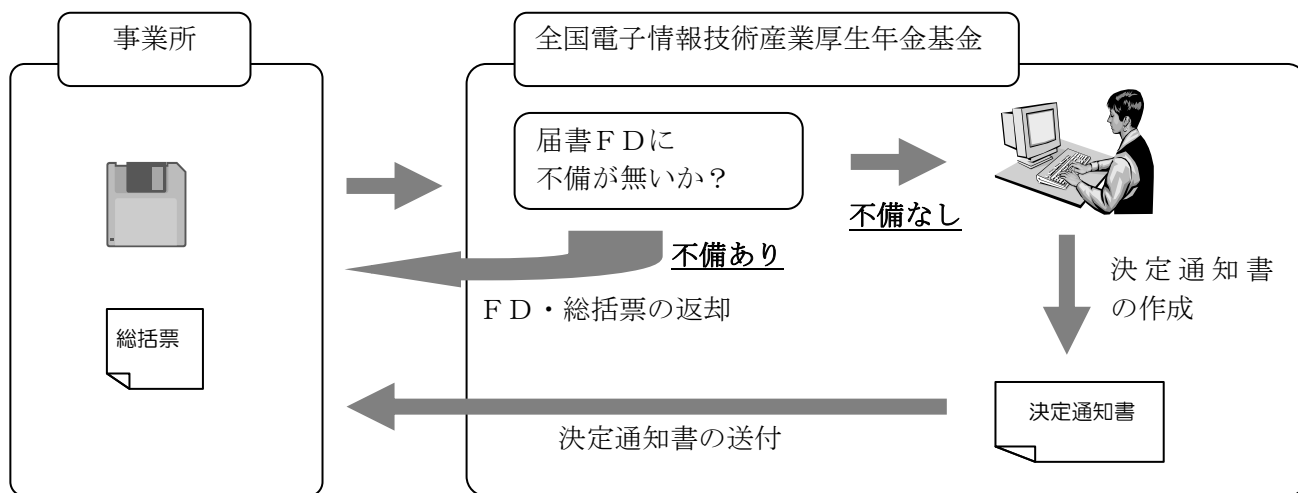 事業所
全国電子情報技術産業厚生年金基金
届書ＦＤに
不備が無いか？
不備なし
不備あり
ＦＤ・総括票の返却
決定通知書
の作成
総括票
決定通知書
決定通知書の送付